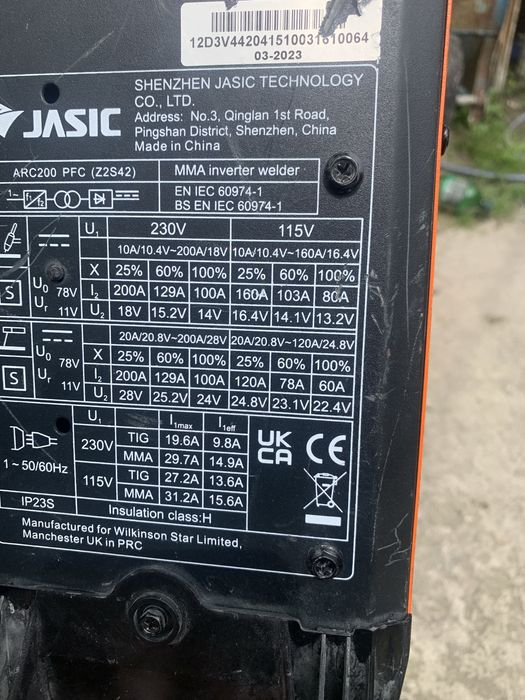 12D3V442041510031810064
03-2023
JASIC
SHENZHEN JASIC TECHNOLOGY
CO., LTD.
Address: No.3, Qinglan 1st Road,
Pingshan District, Shenzhen, China
Made in China
ARC200 PFC (Z2S42) MMA inverter welder
1~ EN IEC 60974-1
BS EN IEC 60974-1
U1 230V 115V
10A/10.4V~200A/18V 10A/10.4V~160A/16.4V
X 25% 60% 100% 25% 60% 100%
S U0 78V I2 200A 129A 100A 160A 103A 80A
Ur 11V U2 18V 15.2V 14V 16.4V 14.1V 13.2V
20A/20.8V~200A/28V 20A/20.8V~120A/24.8V
U0 78V X 25% 60% 100% 25% 60% 100%
S Ur 11V I2 200A 129A 100A 120A 78A 60A
U2 28V 25.2V 24V 24.8V 23.1V 22.4V
U1 I1max I1eff
230V TIG 19.6A 9.8A
MMA 29.7A 14.9A
1~50/60Hz 115V TIG 27.2A 13.6A
MMA 31.2A 15.6A
IP23S Insulation class:H
UK
CA CE
Manufactured for Wilkinson Star Limited,
Manchester UK in PRC